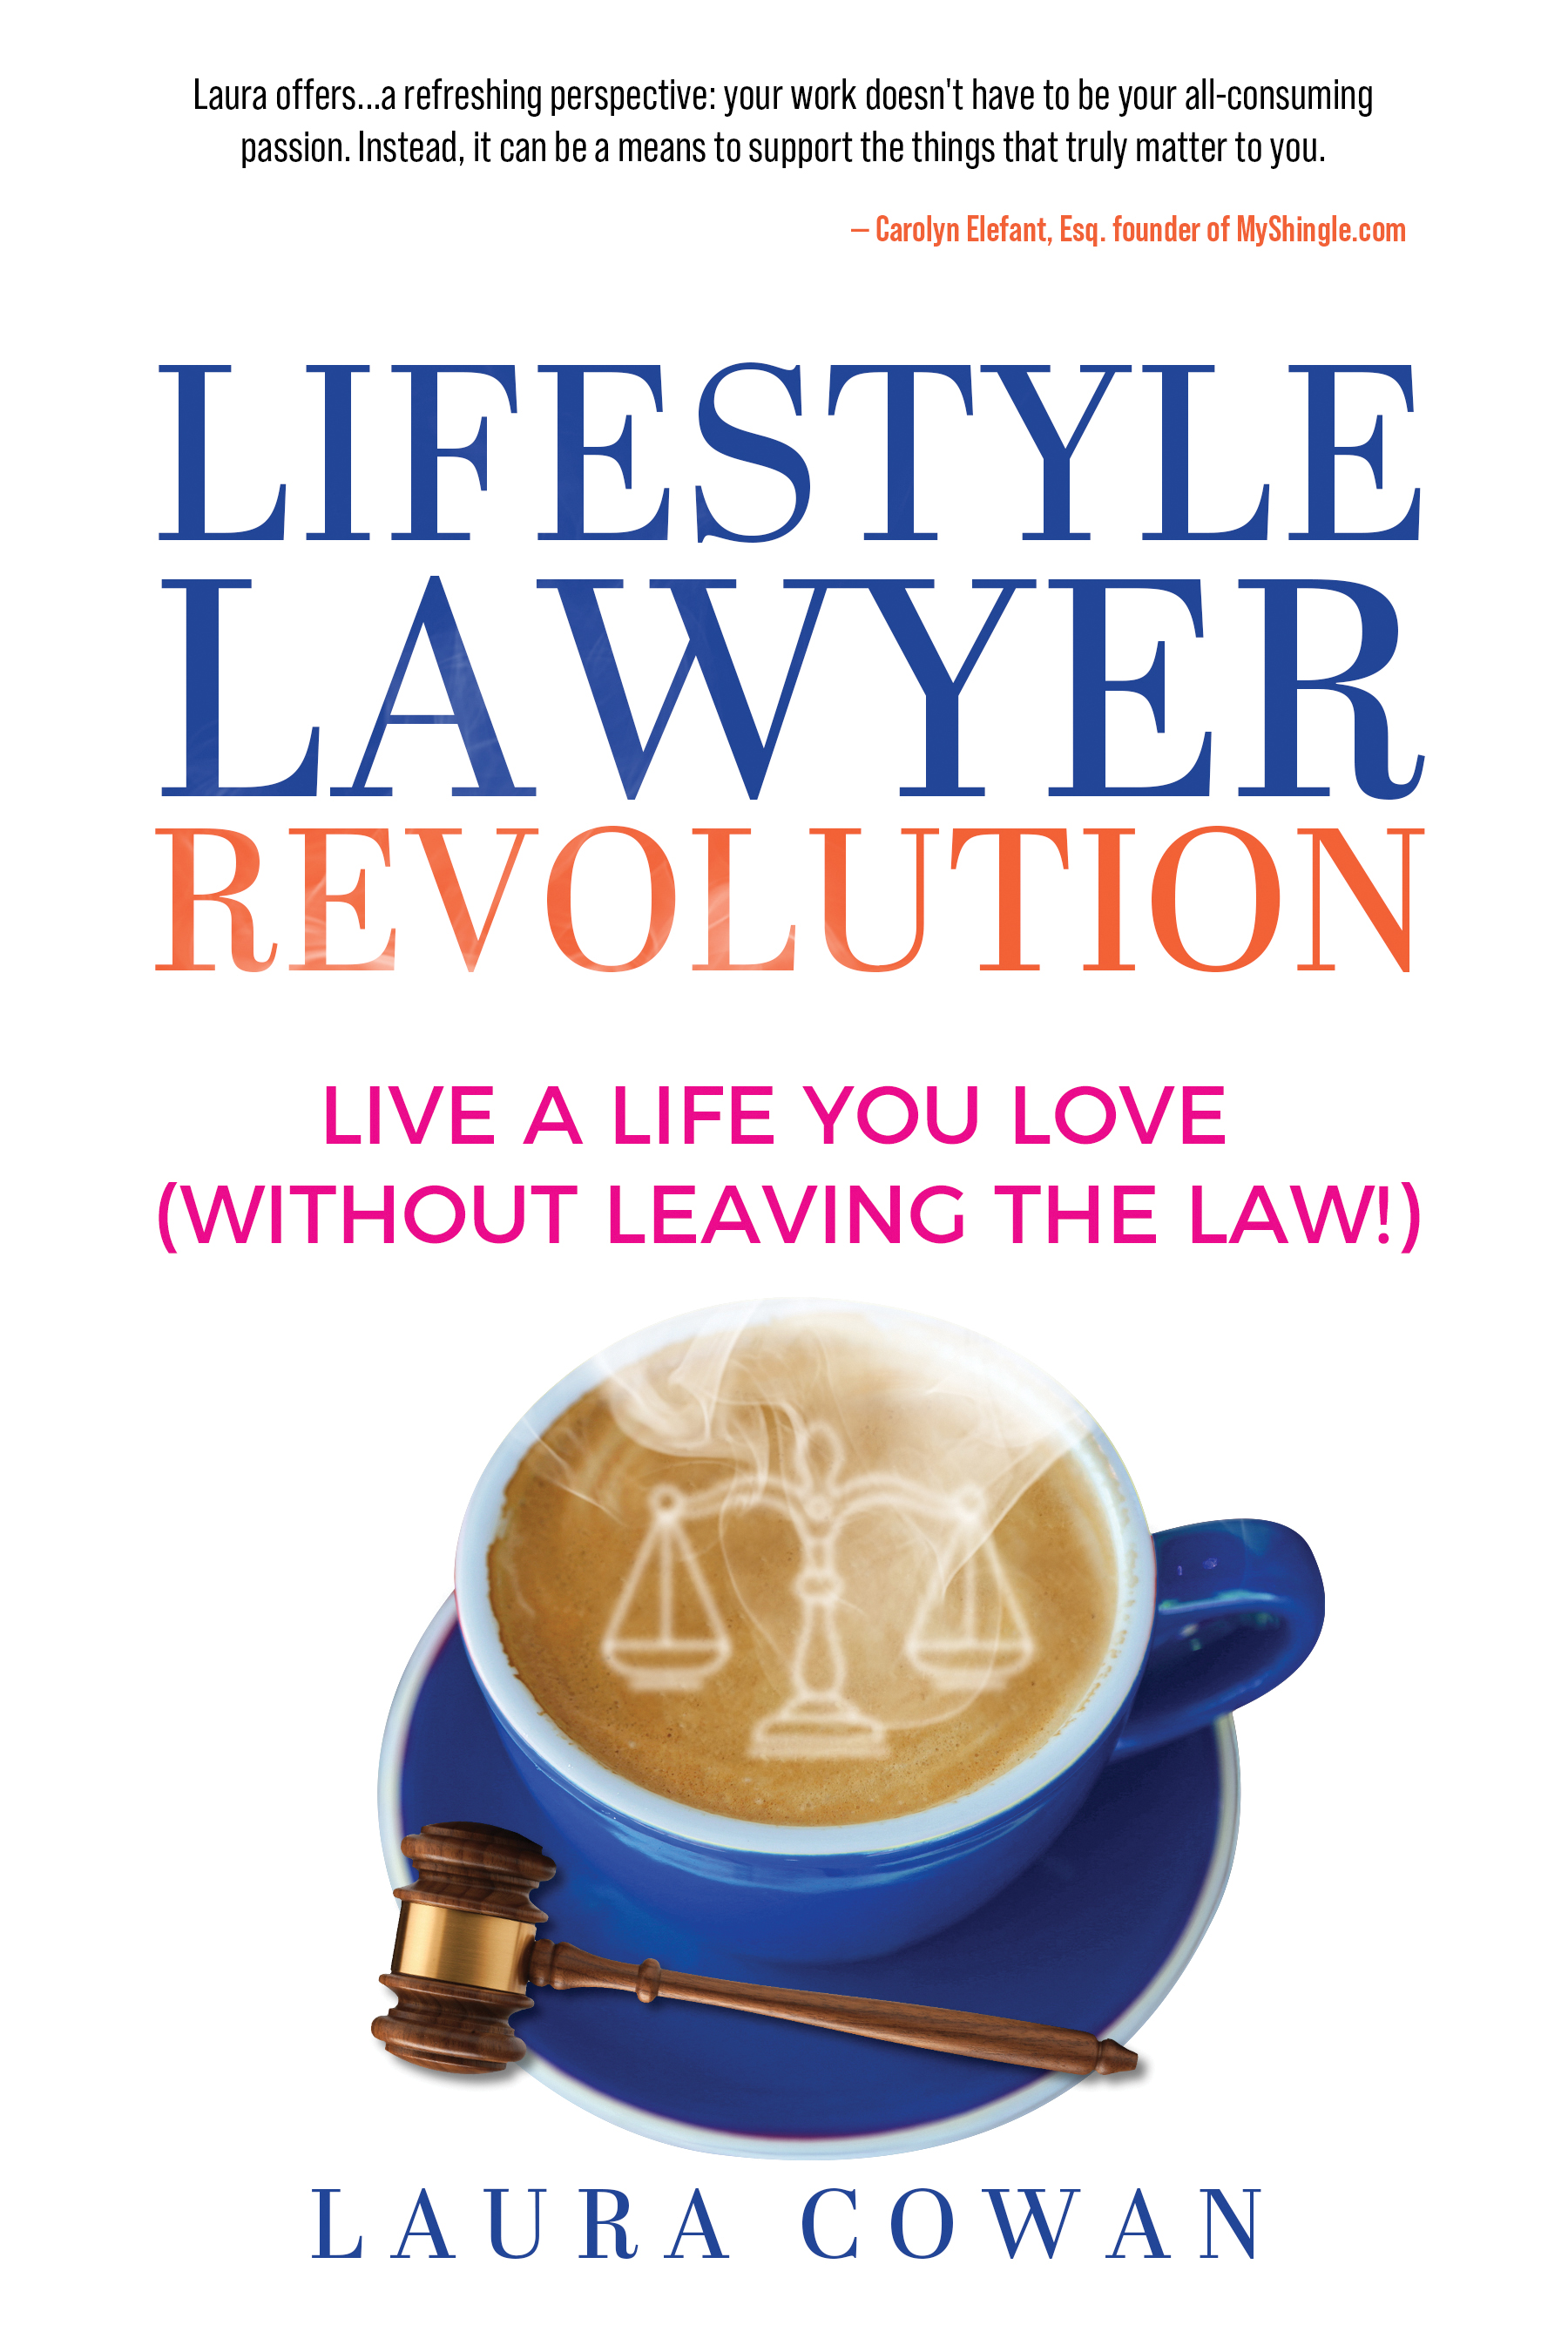 Laura offers...a refreshing perspective: your work doesn't have to be your all-consuming
passion. Instead, it can be a means to support the things that truly matter to you.
– Carolyn Elefant, Esq. founder of MyShingle.com
LIFESTYLE
LAWYER
REVOLUTION
LIVE A LIFE YOU LOVE
(WITHOUT LEAVING THE LAW!)
LAURA COWAN